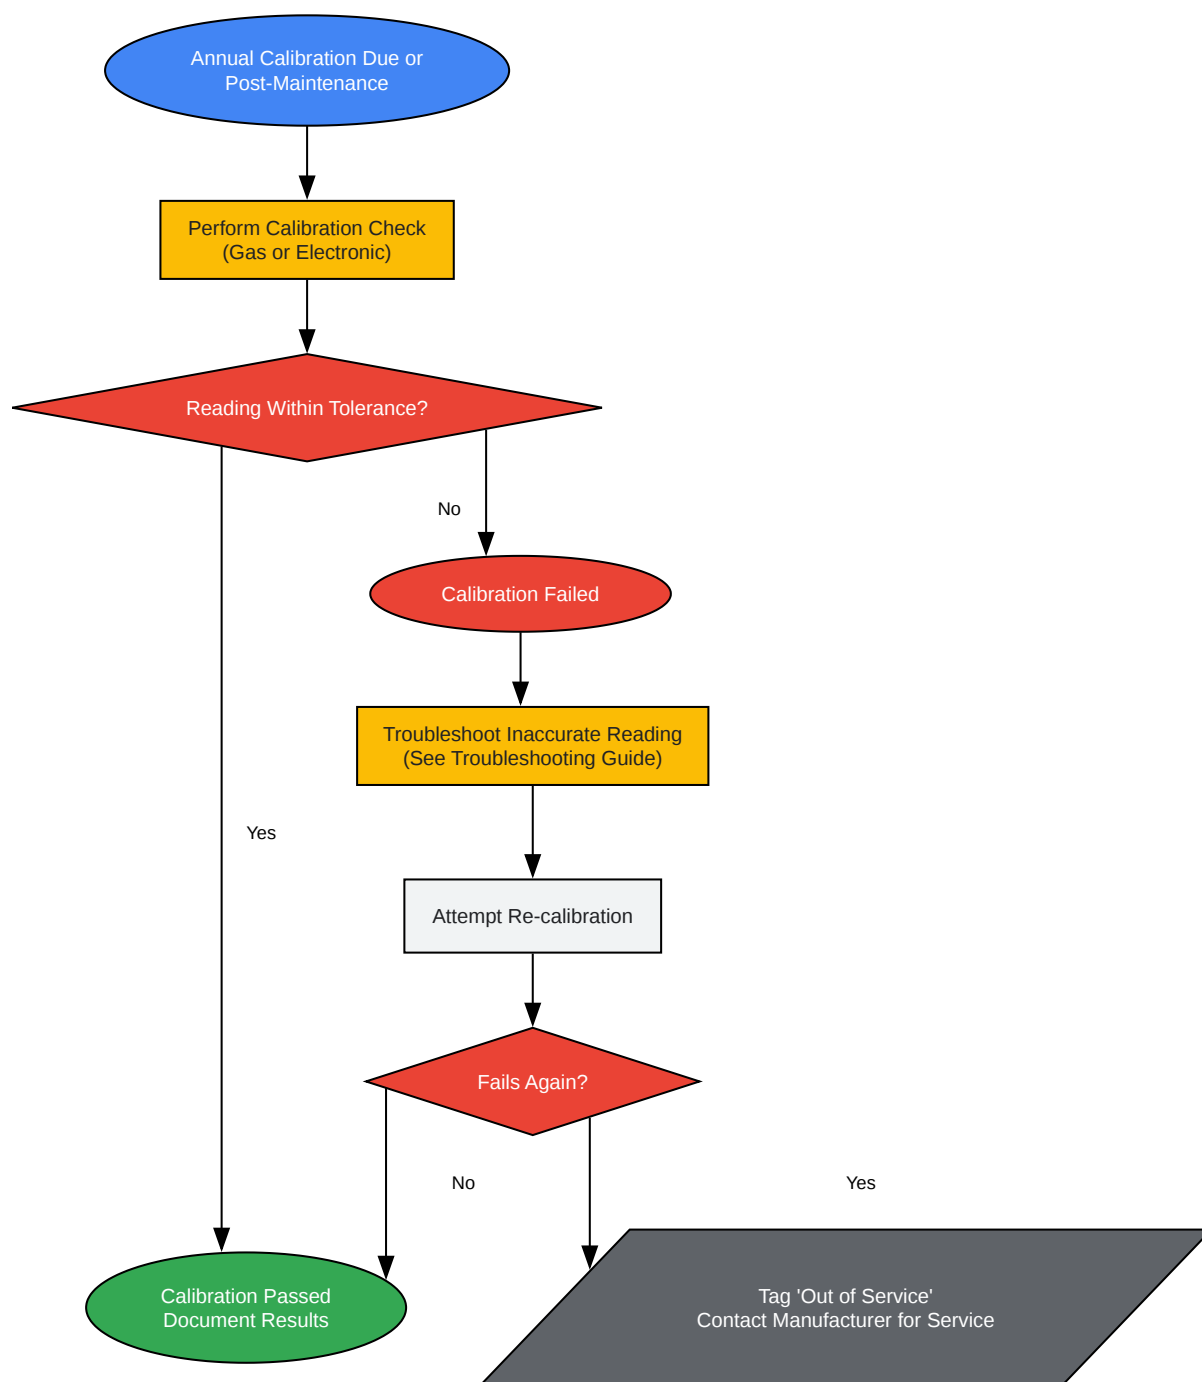 Annual Calibration Due or
Post-Maintenance
Perform Calibration Check
(Gas or Electronic)
Reading Within Tolerance?
No
Calibration Failed
Troubleshoot Inaccurate Reading
(See Troubleshooting Guide)
Yes
Attempt Re-calibration
Fails Again?
No
Yes
Calibration Passed
Document Results
Tag 'Out of Service'
Contact Manufacturer for Service